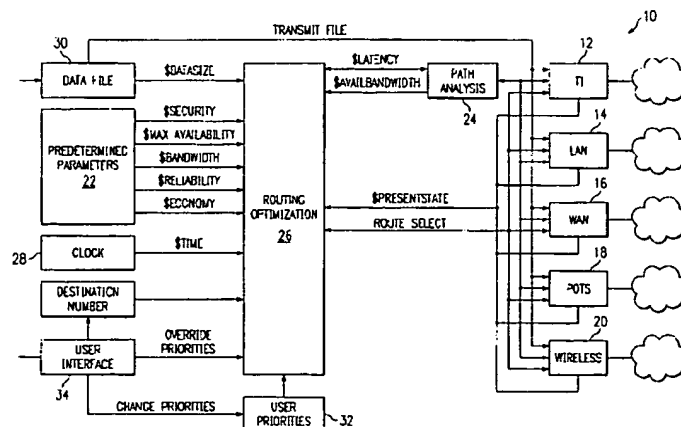 10
TRANSMIT FILE
30
DATA FILE
$DATASIZE
$LATENCY
$AVAILBANDWIDTH
PATH
ANALYSIS
24
12
T1
PREDETERMINED
PARAMETERS
22
$SECURITY
$MAX AVAILABILITY
$BANDWIDTH
$RELIABILITY
$ECONOMY
ROUTING
OPTIMIZATION
26
14
LAN
$PRESENTSTATE
ROUTE SELECT
16
WAN
28
CLOCK
$TIME
18
POTS
DESTINATION
NUMBER
USER
INTERFACE
34
OVERRIDE
PRIORITIES
20
WIRELESS
CHANGE PRIORITIES
USER
PRIORITIES
32